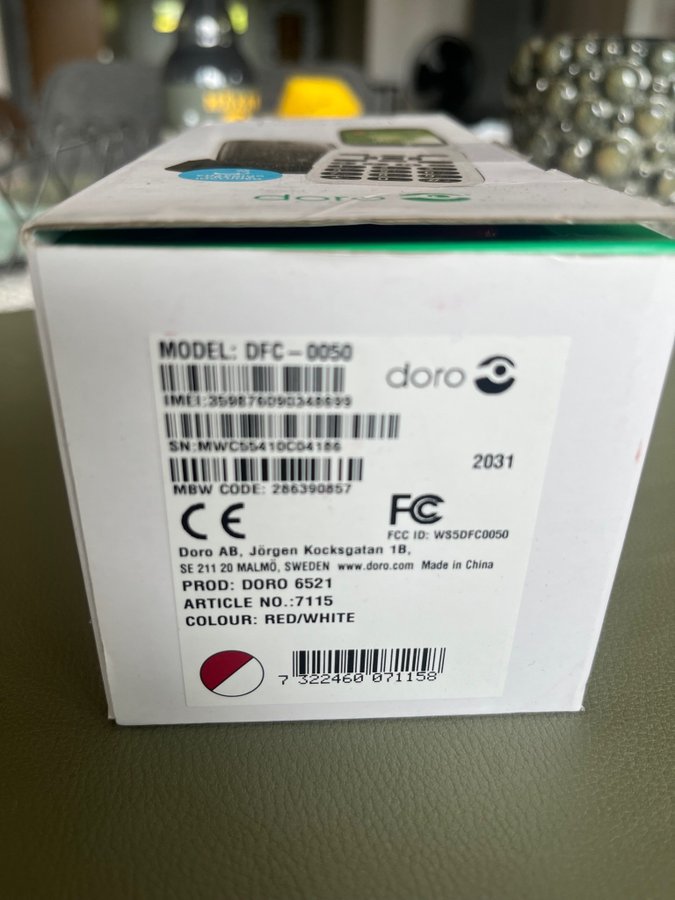 doro
MODEL: DFC-0050
doro
IMEI:359876090348699
SN:MWC55410C04186
2031
MBW CODE: 286390857
CE
FC
FCC ID: WS5DFC0050
Doro AB, Jörgen Kocksgatan 1B,
SE 211 20 MALMÖ, SWEDEN www.doro.com Made in China
PROD: DORO 6521
ARTICLE NO.:7115
COLOUR: RED/WHITE
7 322460 071158